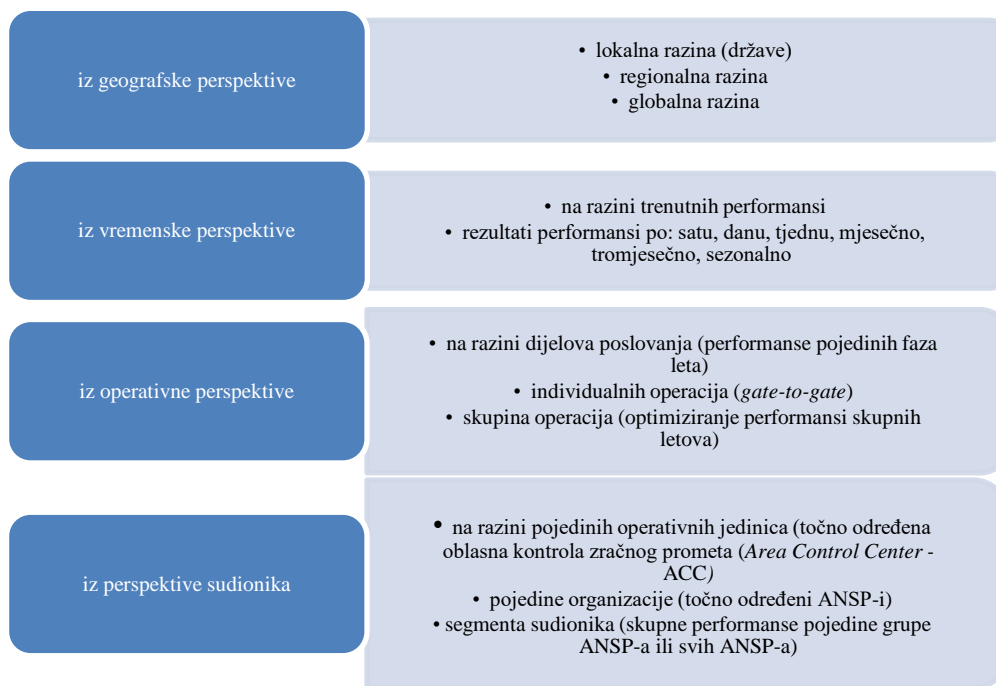 iz geografske perspektive
• lokalna razina (države)
• regionalna razina
• globalna razina
iz vremenske perspektive
• na razini trenutnih performansi
• rezultati performansi po: satu, danu, tjednu, mjesečno,
tromjesečno, sezonalno
iz operativne perspektive
• na razini dijelova poslovanja (performanse pojedinih faza
leta)
• individualnih operacija (gate-to-gate)
• skupina operacija (optimiziranje performansi skupnih
letova)
iz perspektive sudionika
• na razini pojedinih operativnih jedinica (točno određena
oblasna kontrola zračnog prometa (Area Control Center -
ACC)
• pojedine organizacije (točno određeni ANSP-i)
• segmenta sudionika (skupne performanse pojedine grupe
ANSP-a ili svih ANSP-a)